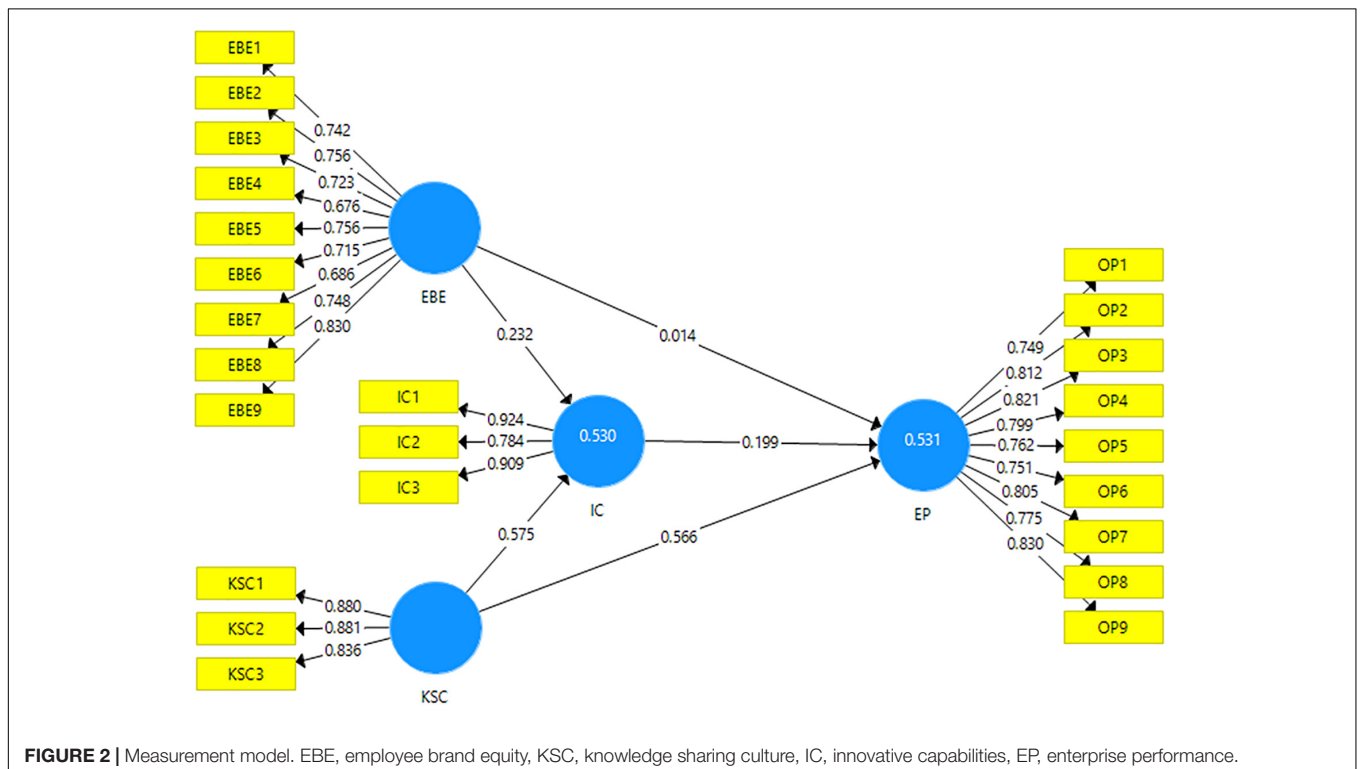 EBE1
EBE2
EBE3
EBE4
EBE5
EBE6
EBE7
EBE8
EBE9
0.742
0.756
0.723
0.676
0.756
0.715
0.686
0.748
0.830
EBE
0.232
0.014
IC1
IC2
IC3
0.924
0.784
0.909
0.530
IC
0.199
0.575
0.566
KSC1
KSC2
KSC3
0.880
0.881
0.836
KSC
0.531
EP
0.749
0.812
0.821
0.799
0.762
0.751
0.805
0.775
0.830
OP1
OP2
OP3
OP4
OP5
OP6
OP7
OP8
OP9
FIGURE 2 | Measurement model. EBE, employee brand equity, KSC, knowledge sharing culture, IC, innovative capabilities, EP, enterprise performance.